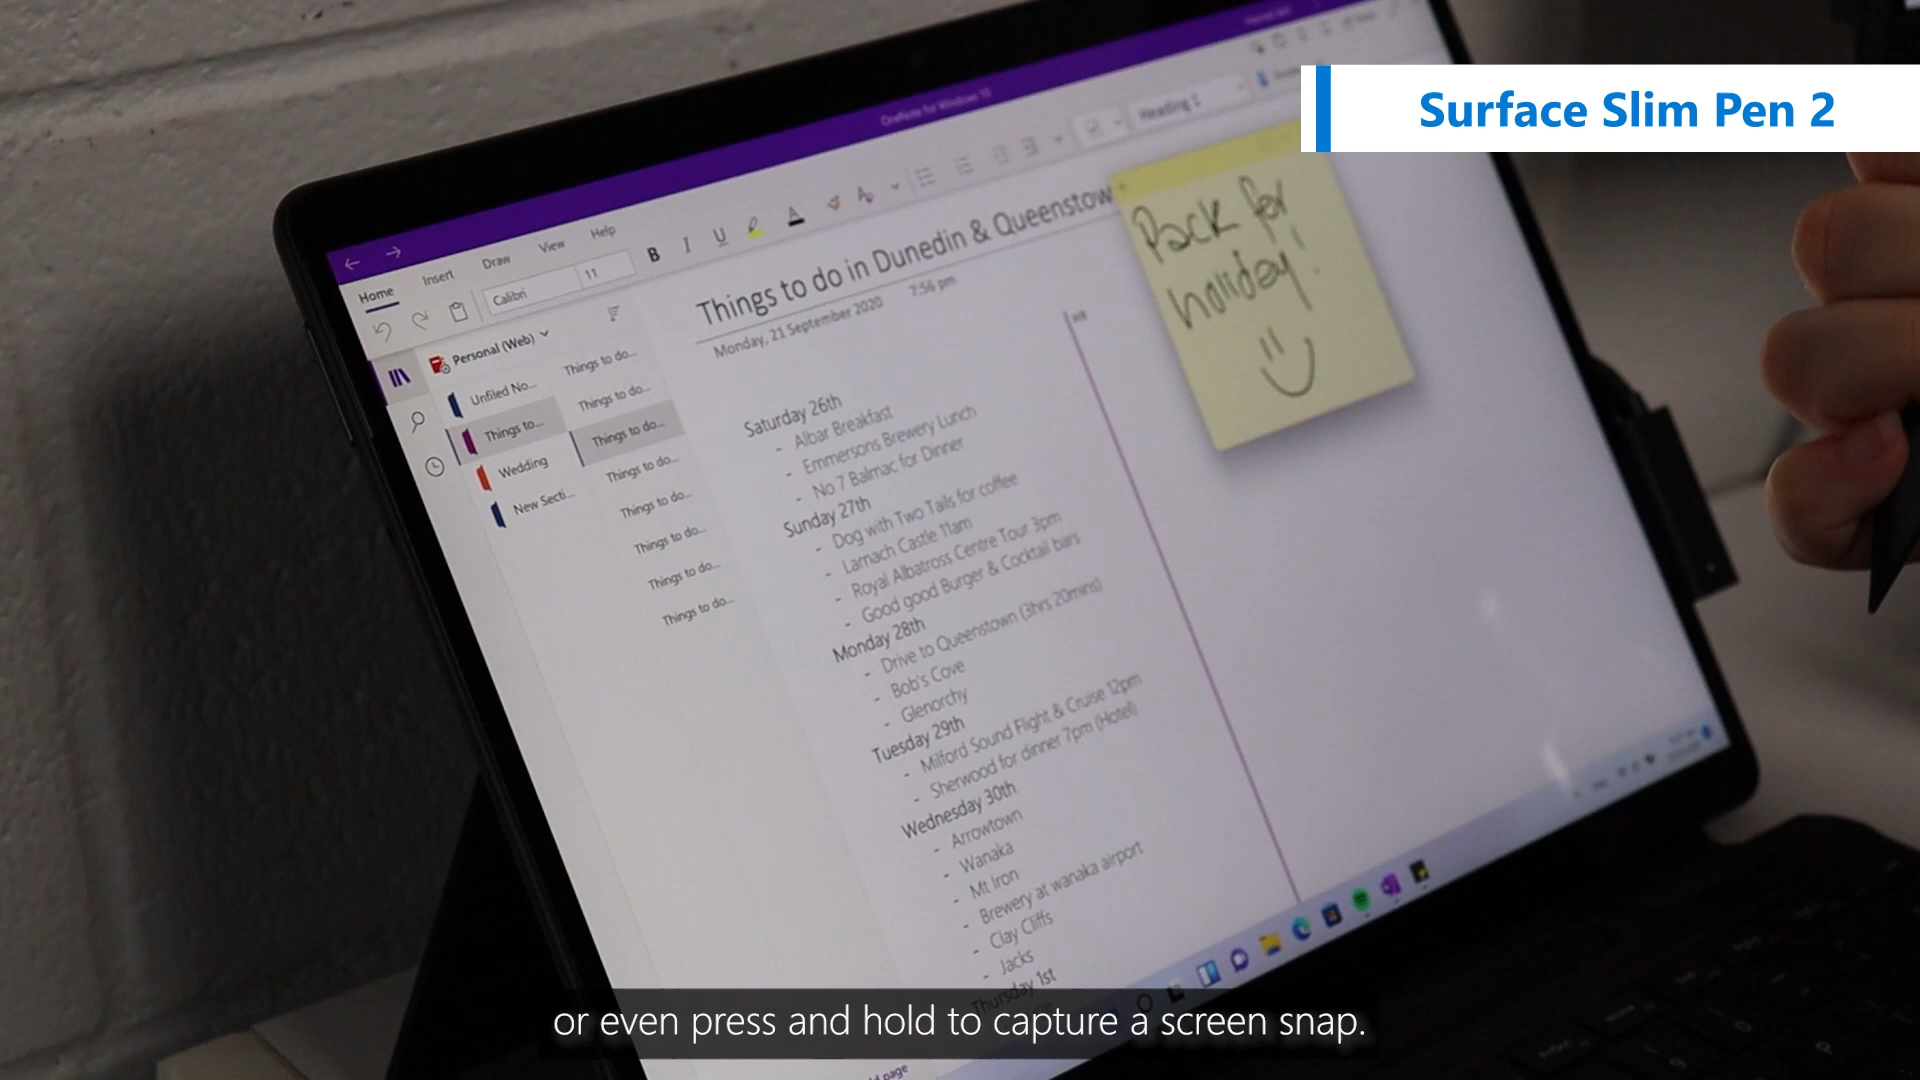 Surface Slim Pen 2
OneNote for Windows 10
Home
Insert
Draw
View
Help
Calibri
11
B
I
U
Heading 1
Personal (Web)
Unfiled No...
Things to...
Wedding
New Secti...
Things to do...
Things to do...
Things to do...
Things to do...
Things to do...
Things to do...
Things to do...
Things to do...
Things to do in Dunedin & Queenstow
Monday, 21 September 2020
7:56 pm
Saturday 26th
- Albar Breakfast
- Emmersons Brewery Lunch
- No 7 Balmac for Dinner
Sunday 27th
- Dog with Two Tails for coffee
- Larnach Castle 11am
- Royal Albatross Centre Tour 3pm
- Good good Burger & Cocktail bars
Monday 28th
- Drive to Queenstown (3hrs 20mins)
- Bob's Cove
- Glenorchy
Tuesday 29th
- Milford Sound Flight & Cruise 12pm
- Sherwood for dinner 7pm (Hotel)
Wednesday 30th
- Arrowtown
- Wanaka
- Mt Iron
- Brewery at wanaka airport
- Clay Cliffs
- Jacks
Thursday 1st
Pack for
holiday!
page
or even press and hold to capture a screen snap.